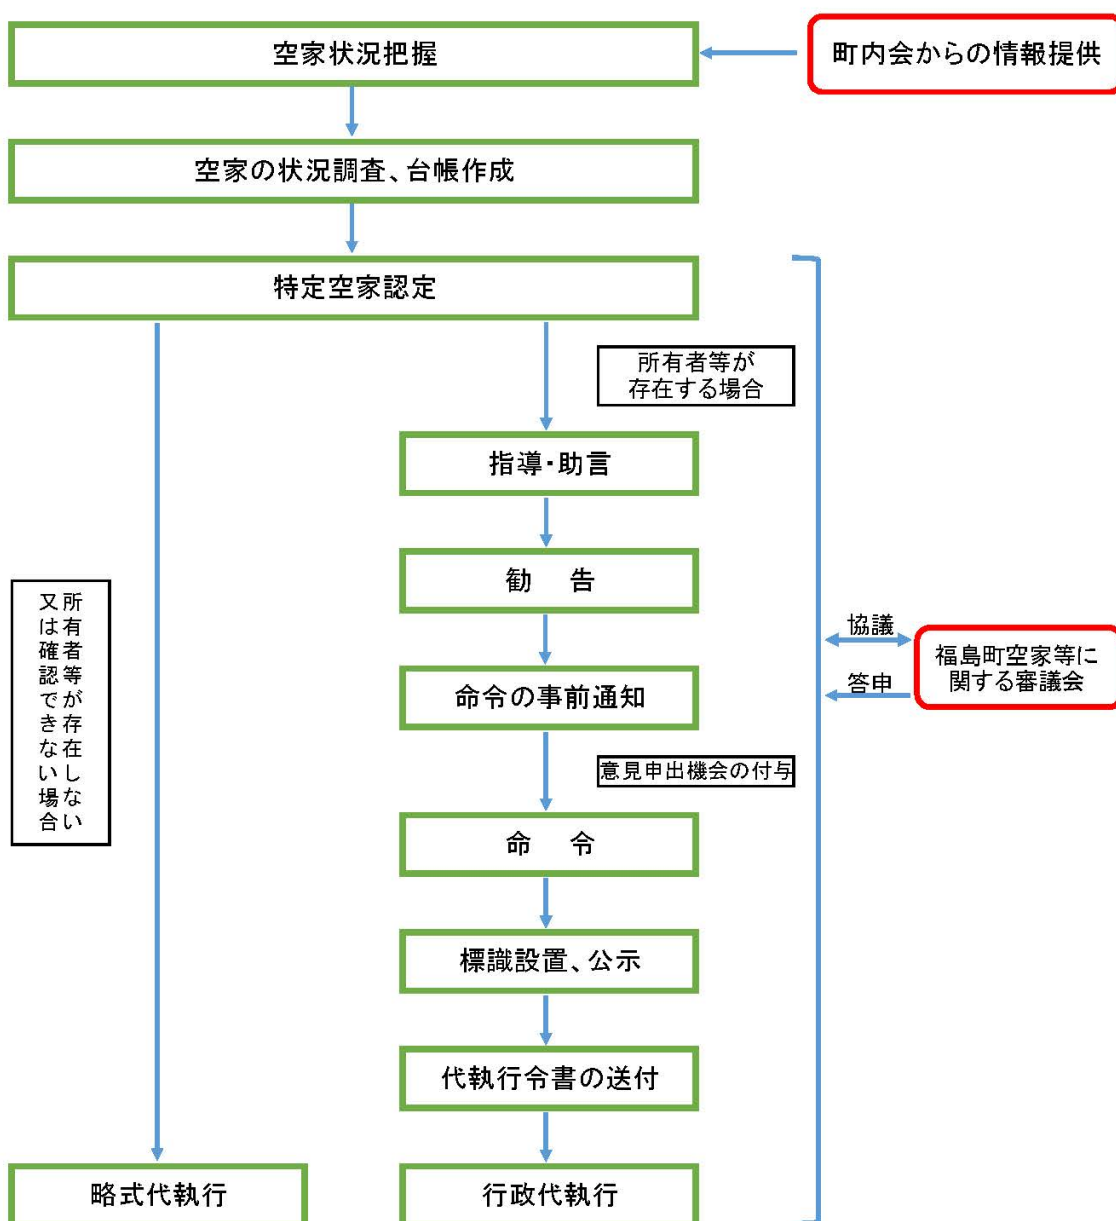 空家状況把握
町内会からの情報提供
空家の状況調査、台帳作成
特定空家認定
所有者等が
存在する場合
指導・助言
勧　告
所有者等が存在しない
又は確認できない場合
命令の事前通知
協議
答申
福島町空家等に
関する審議会
意見申出機会の付与
命　令
標識設置、公示
代執行令書の送付
略式代執行
行政代執行